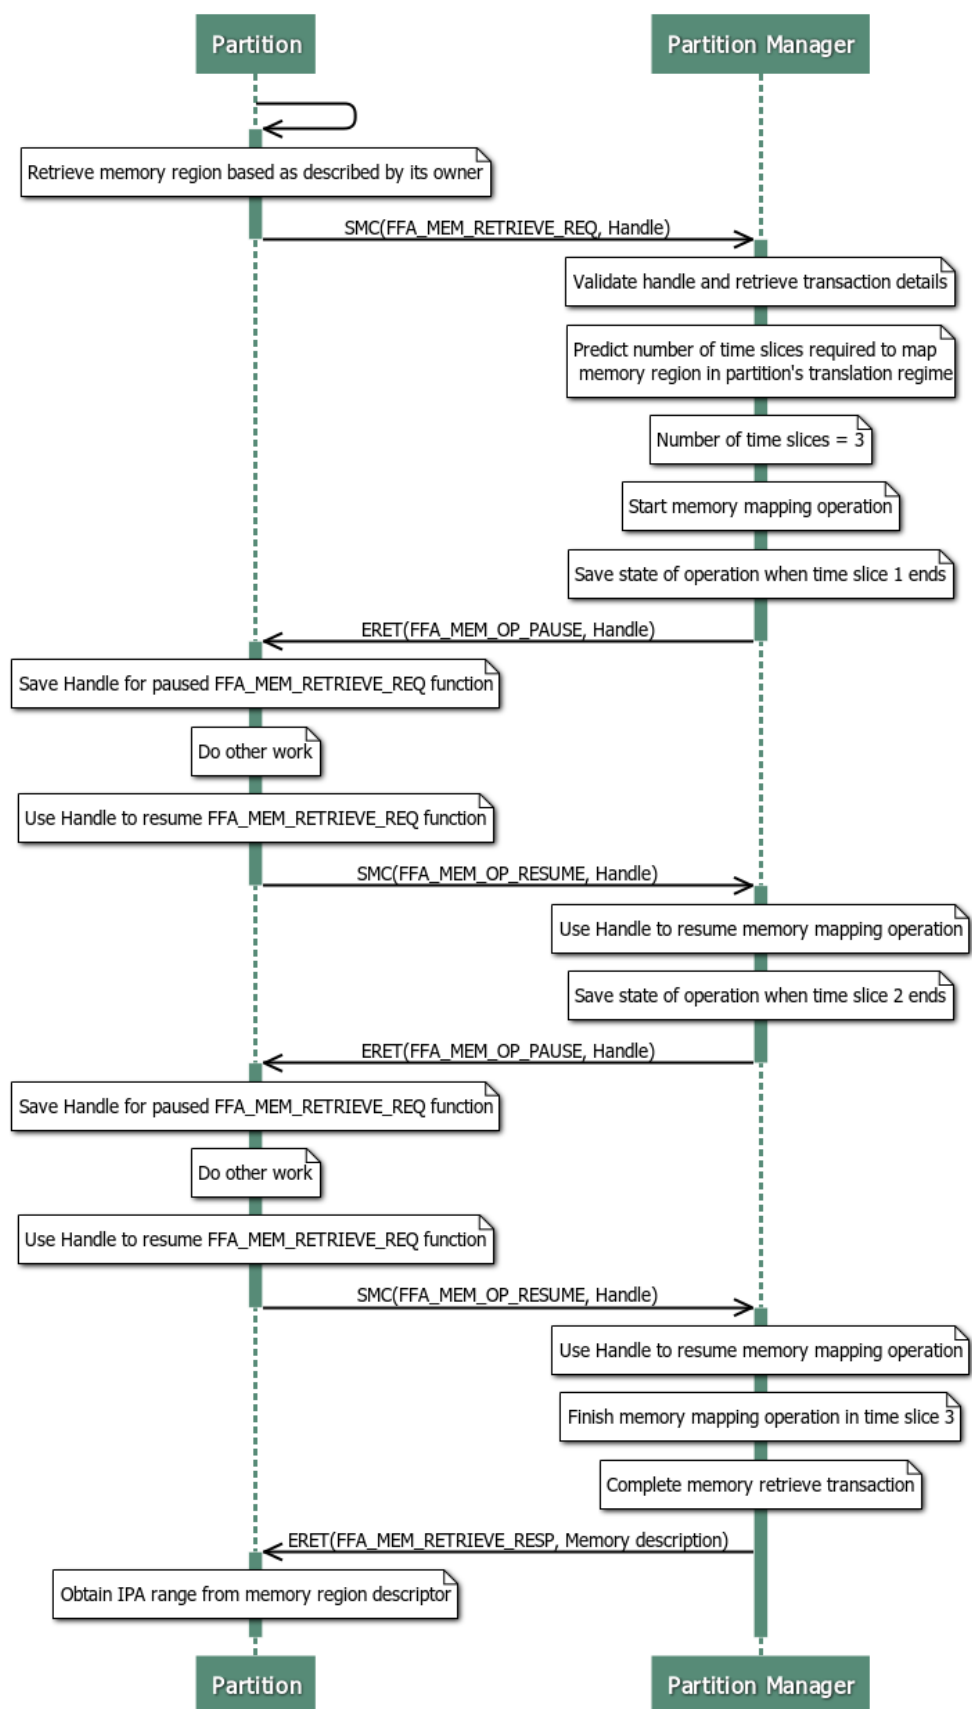 Partition
Partition Manager
Retrieve memory region based as described by its owner
SMC(FFA_MEM_RETRIEVE_REQ, Handle)
Validate handle and retrieve transaction details
Predict number of time slices required to map
memory region in partition's translation regime
Number of time slices = 3
Start memory mapping operation
Save state of operation when time slice 1 ends
ERET(FFA_MEM_OP_PAUSE, Handle)
Save Handle for paused FFA_MEM_RETRIEVE_REQ function
Do other work
Use Handle to resume FFA_MEM_RETRIEVE_REQ function
SMC(FFA_MEM_OP_RESUME, Handle)
Use Handle to resume memory mapping operation
Save state of operation when time slice 2 ends
ERET(FFA_MEM_OP_PAUSE, Handle)
Save Handle for paused FFA_MEM_RETRIEVE_REQ function
Do other work
Use Handle to resume FFA_MEM_RETRIEVE_REQ function
SMC(FFA_MEM_OP_RESUME, Handle)
Use Handle to resume memory mapping operation
Finish memory mapping operation in time slice 3
Complete memory retrieve transaction
ERET(FFA_MEM_RETRIEVE_RESP, Memory description)
Obtain IPA range from memory region descriptor
Partition
Partition Manager